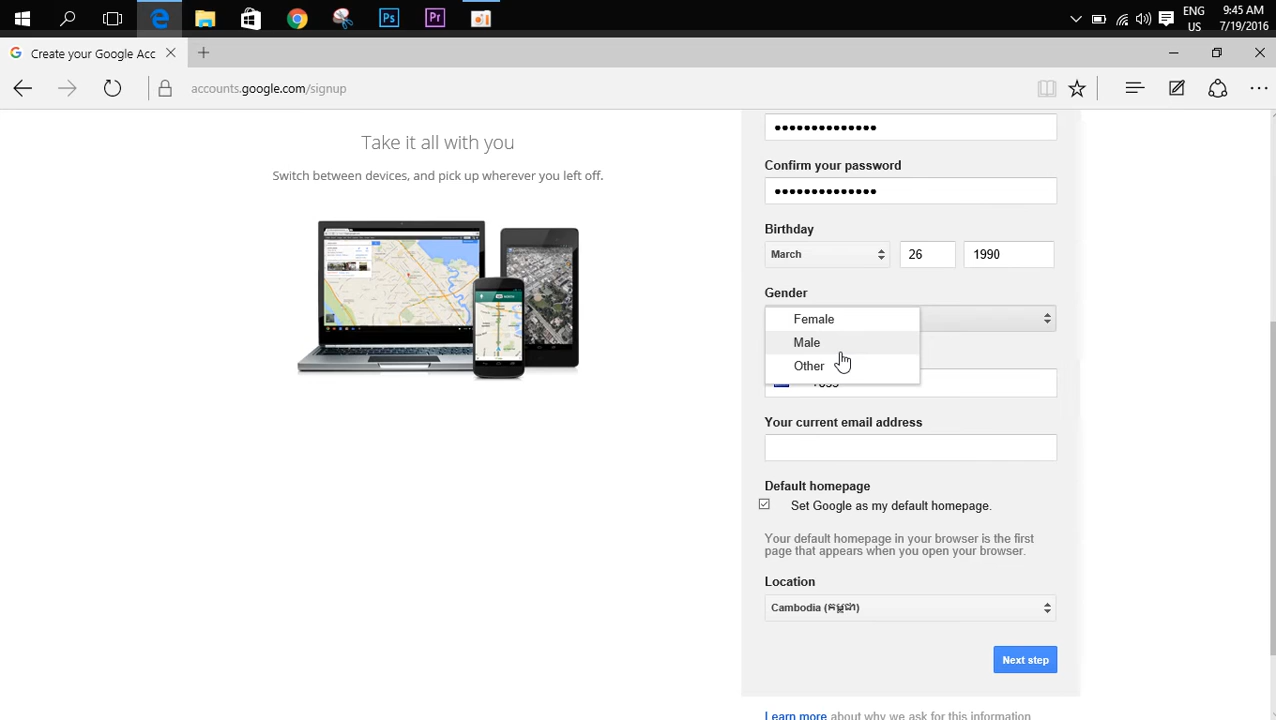 ENG
US
9:45 AM
7/19/2016
Create your Google Acc
accounts.google.com/signup
Take it all with you
Switch between devices, and pick up wherever you left off.
••••••••••••••
Confirm your password
••••••••••••••
Birthday
March 26 1990
Gender
Female
Male
Other
Your current email address
Default homepage
Set Google as my default homepage.
Your default homepage in your browser is the first
page that appears when you open your browser.
Location
Cambodia (កម្ពុជា)
Next step
Learn more about why we ask for this information.